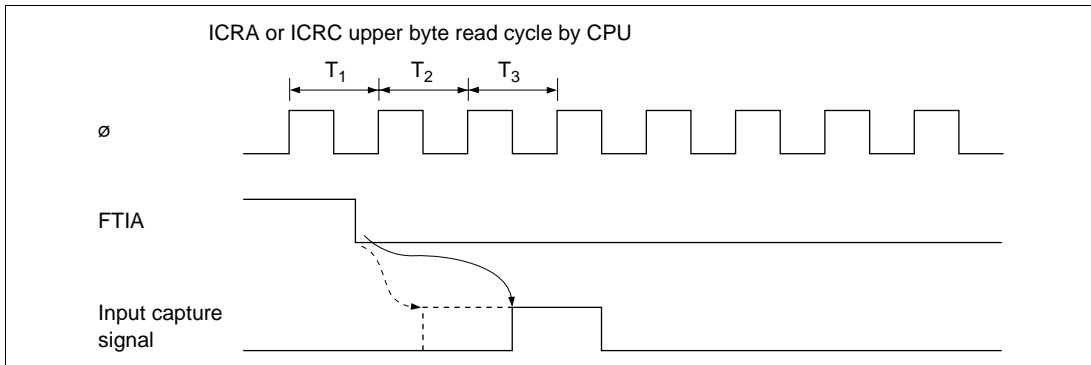 ICRA or ICRC upper byte read cycle by CPU
T₁ T₂ T₃
ø
FTIA
Input capture
signal